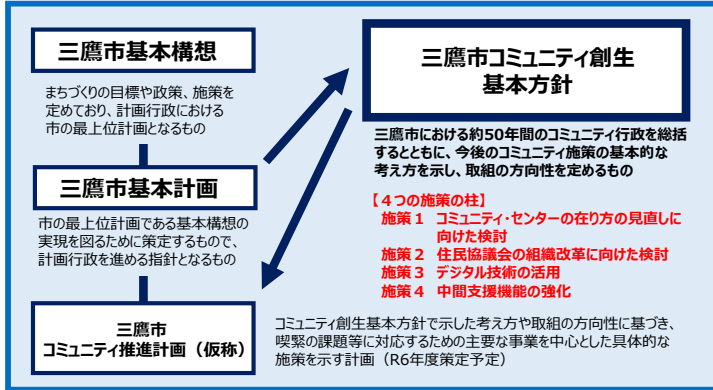 三鷹市基本構想
まちづくりの目標や政策、施策を
定めており、計画行政における
市の最上位計画となるもの
三鷹市基本計画
市の最上位計画である基本構想の
実現を図るために策定するもので、
計画行政を進める指針となるもの
三鷹市
コミュニティ推進計画（仮称）
三鷹市コミュニティ創生
基本方針
三鷹市における約50年間のコミュニティ行政を総括
するとともに、今後のコミュニティ施策の基本的な
考え方を示し、取組の方向性を定めるもの
【４つの施策の柱】
施策１　コミュニティ・センターの在り方の見直しに
向けた検討
施策２　住民協議会の組織改革に向けた検討
施策３　デジタル技術の活用
施策４　中間支援機能の強化
コミュニティ創生基本方針で示した考え方や取組の方向性に基づき、
喫緊の課題等に対応するための主要な事業を中心とした具体的な
施策を示す計画（R6年度策定予定）